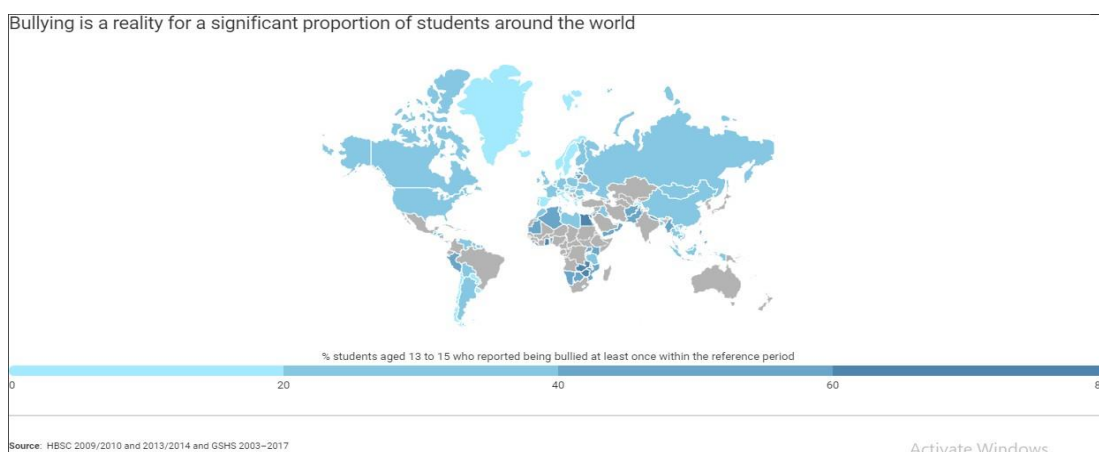 Bullying is a reality for a significant proportion of students around the world
% students aged 13 to 15 who reported being bullied at least once within the reference period
0 20 40 60 8
Source: HBSC 2009/2010 and 2013/2014 and GSHS 2003–2017
Activate Windows